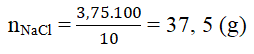 n_NaCl = 3,75.100/10 = 37, 5 (g)